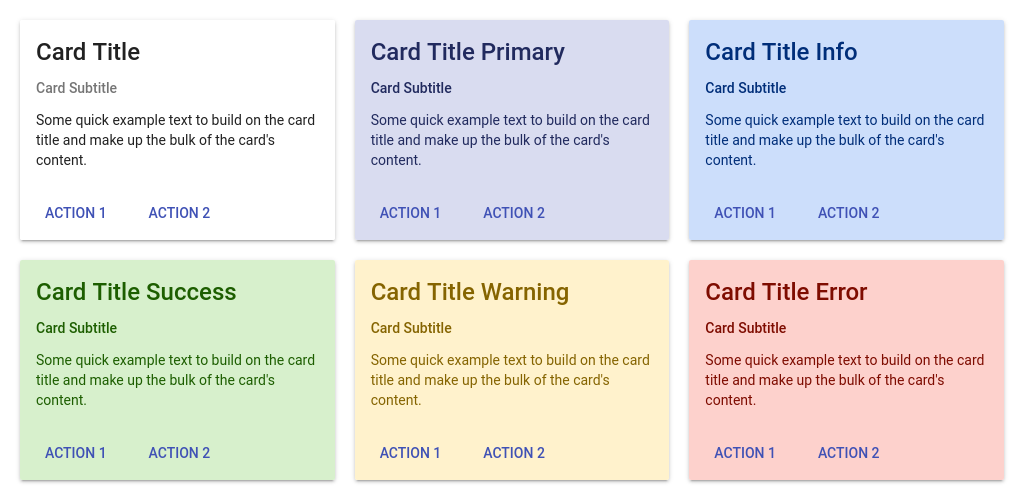 Card Title
Card Subtitle
Some quick example text to build on the card
title and make up the bulk of the card's
content.
ACTION 1 ACTION 2
Card Title Primary
Card Subtitle
Some quick example text to build on the card
title and make up the bulk of the card's
content.
ACTION 1 ACTION 2
Card Title Info
Card Subtitle
Some quick example text to build on the card
title and make up the bulk of the card's
content.
ACTION 1 ACTION 2
Card Title Success
Card Subtitle
Some quick example text to build on the card
title and make up the bulk of the card's
content.
ACTION 1 ACTION 2
Card Title Warning
Card Subtitle
Some quick example text to build on the card
title and make up the bulk of the card's
content.
ACTION 1 ACTION 2
Card Title Error
Card Subtitle
Some quick example text to build on the card
title and make up the bulk of the card's
content.
ACTION 1 ACTION 2